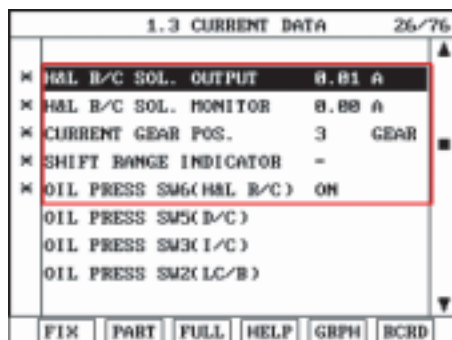 1.3 CURRENT DATA 26/76
* H&L R/C SOL. OUTPUT 0.01 A
* H&L R/C SOL. MONITOR 0.00 A
* CURRENT GEAR POS. 3 GEAR
* SHIFT RANGE INDICATOR -
* OIL PRESS SW6(H&L R/C) ON
OIL PRESS SW5(D/C)
OIL PRESS SW3(I/C)
OIL PRESS SW2(LC/B)
FIX PART FULL HELP GRPH RCRD